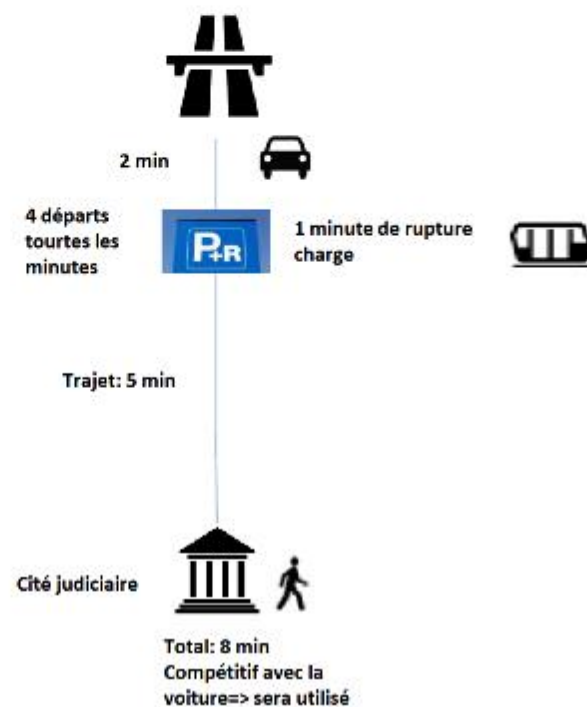 2 min
4 départs
tourtes les
minutes
P+R
1 minute de rupture
charge
Trajet: 5 min
Cité judiciaire
Total: 8 min
Compétitif avec la
voiture=> sera utilisé